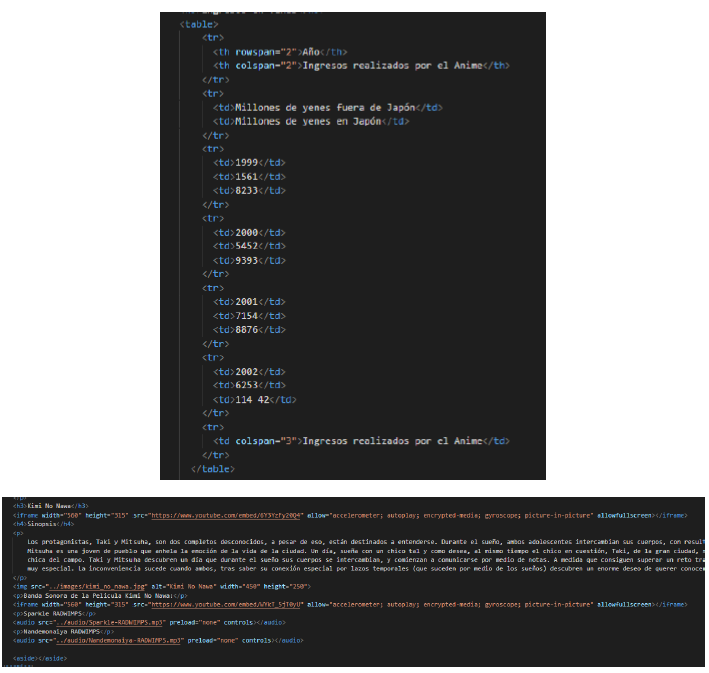 <table>
<tr>
<th rowspan="2">Año</th>
<th colspan="2">Ingresos realizados por el Anime</th>
</tr>
<tr>
<td>Millones de yenes fuera de Japón</td>
<td>Millones de yenes en Japón</td>
</tr>
<tr>
<td>1999</td>
<td>1561</td>
<td>8233</td>
</tr>
<tr>
<td>2000</td>
<td>5452</td>
<td>9393</td>
</tr>
<tr>
<td>2001</td>
<td>7154</td>
<td>8876</td>
</tr>
<tr>
<td>2002</td>
<td>6253</td>
<td>114 42</td>
</tr>
<tr>
<td colspan="3">Ingresos realizados por el Anime</td>
</tr>
</table>
<h3>Kimi No Nawa</h3>
<iframe width="560" height="315" src="https://www.youtube.com/embed/6Y3Yzfy20Q4" allow="accelerometer; autoplay; encrypted-media; gyroscope; picture-in-picture" allowfullscreen></iframe>
<h4>Sinopsis</h4>
<p>
Los protagonistas, Taki y Mitsuha, son dos completos desconocidos, a pesar de eso, están destinados a entenderse. Durante el sueño, ambos adolescentes intercambian sus cuerpos, con
Mitsuha es una joven de pueblo que anhela la emoción de la vida de la ciudad. Un día, sueña con un chico tal y como desea, al mismo tiempo el chico en cuestión, Taki, de la gran ciudad,
chica del campo. Taki y Mitsuha descubren un día que durante el sueño sus cuerpos se intercambian, y comienzan a comunicarse por medio de notas. A medida que consiguen superar un reto
muy especial. la inconveniencia sucede cuando ambos, tras saber su conexión especial por lazos temporales (que suceden por medio de los sueños) descubren un enorme deseo de querer
</p>
<img src="../images/kimi_no_nawa.jpg" alt="Kimi No Nawa" width="450" height="250">
<p>Banda Sonora de la Película Kimi No Nawa:</p>
<iframe width="560" height="315" src="https://www.youtube.com/embed/ allow="accelerometer; autoplay; encrypted-media; gyroscope; picture-in-picture" allowfullscreen></iframe>
<p>Sparkle RADWIMPS</p>
<audio src="../audio/Sparkle-RADWIMPS.mp3" preload="none" controls></audio>
<p>Nandemonaiya RADWIMPS</p>
<audio src="../audio/Nandemonaiya-RADWIMPS.mp3" preload="none" controls></audio>
<aside></aside>